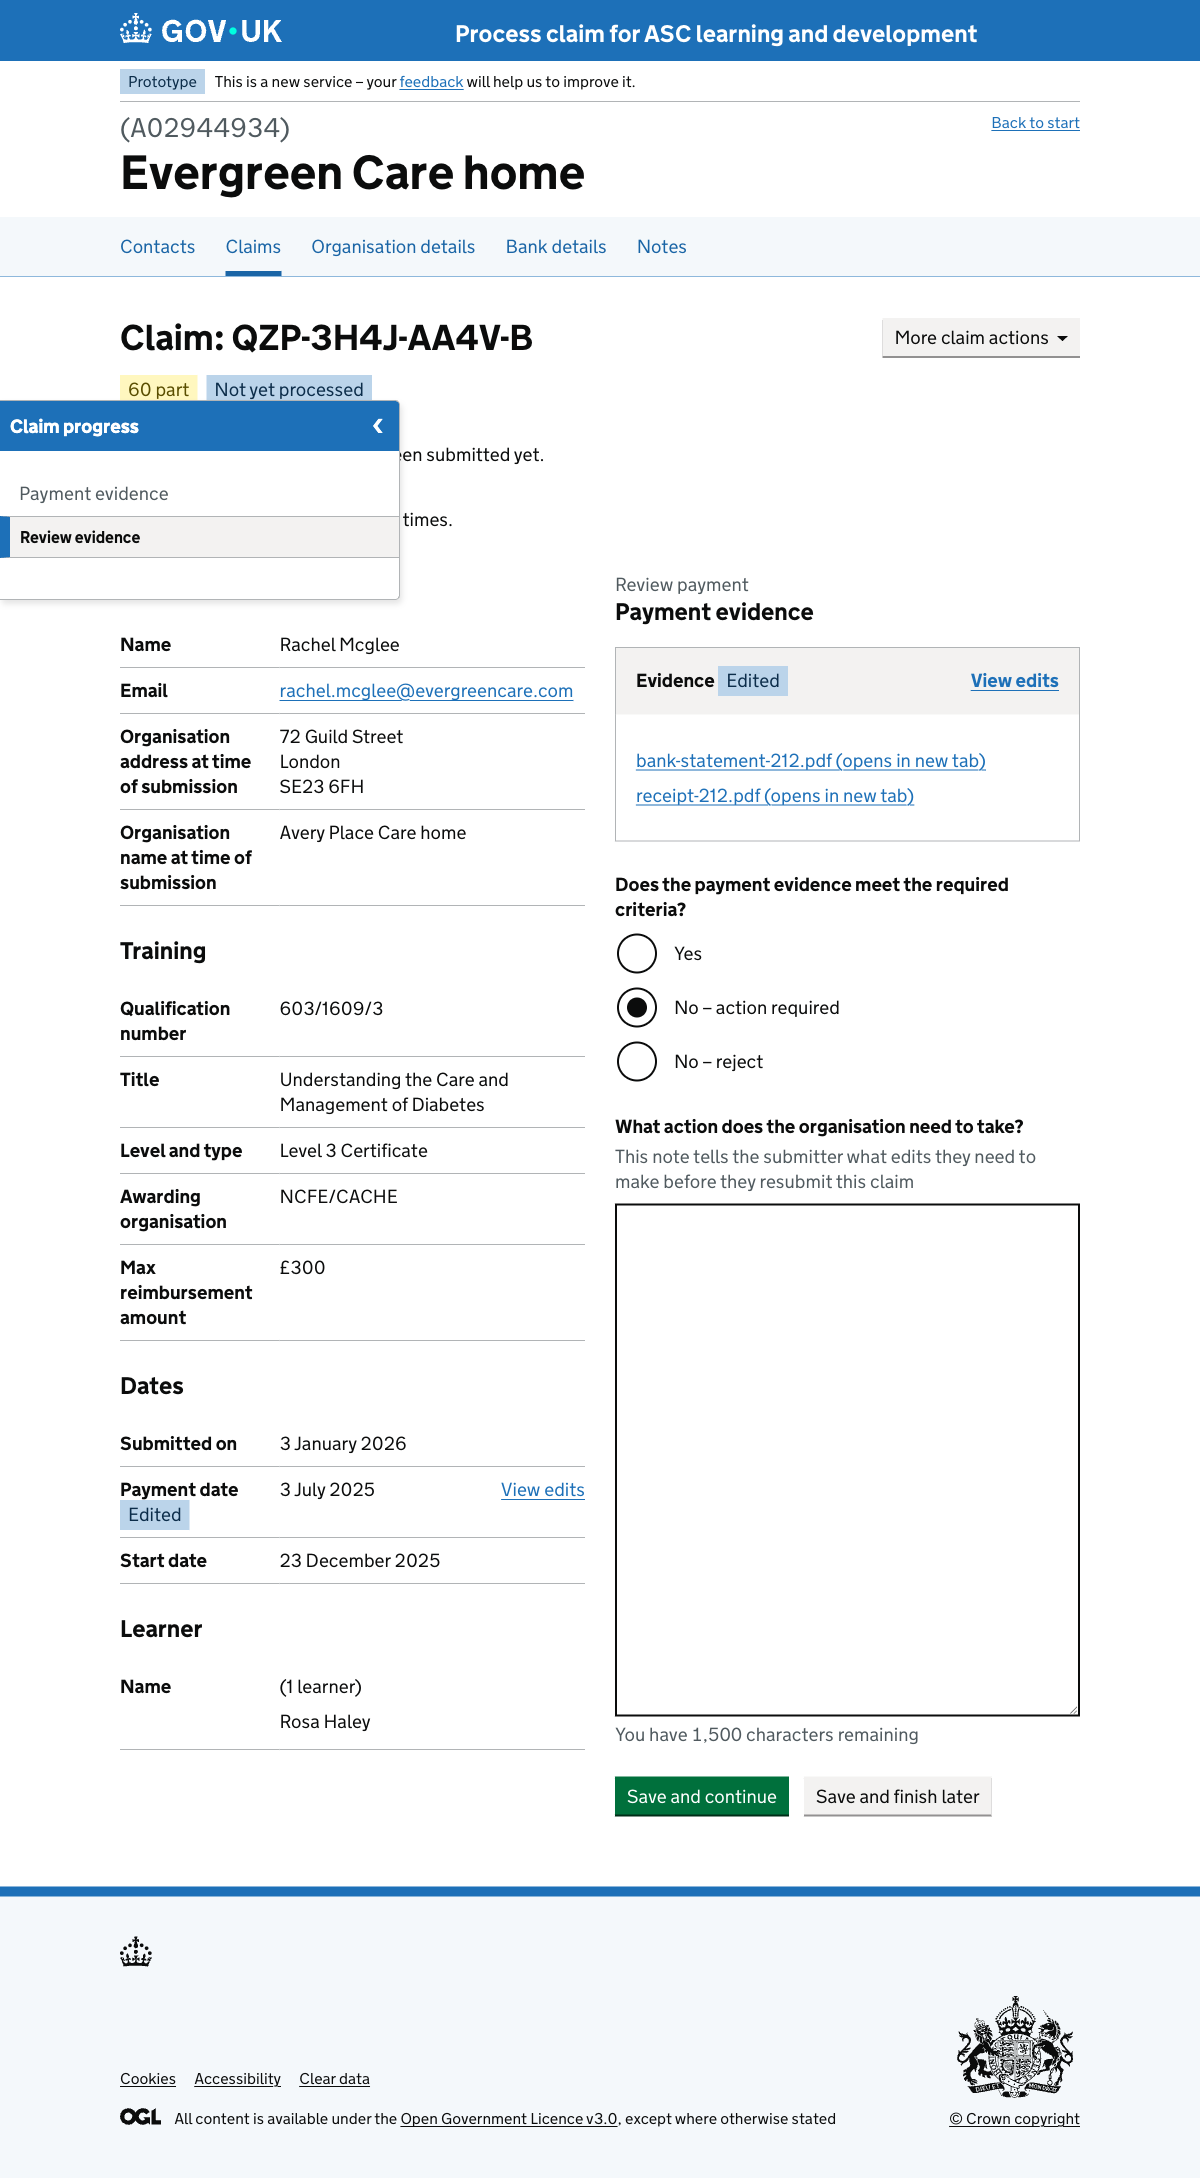 GOV·UK
Process claim for ASC learning and development
Prototype This is a new service – your feedback will help us to improve it.
(A02944934)
Back to start
Evergreen Care home
Contacts Claims Organisation details Bank details Notes
Claim: QZP-3H4J-AA4V-B
More claim actions
60 part Not yet processed
Claim progress
submitted yet.
Payment evidence
times.
Review evidence
Name Rachel Mcglee
Email rachel.mcglee@evergreencare.com
Organisation address at time of submission
72 Guild Street
London
SE23 6FH
Organisation name at time of submission
Avery Place Care home
Training
Qualification number
603/1609/3
Title
Understanding the Care and
Management of Diabetes
Level and type Level 3 Certificate
Awarding organisation
NCFE/CACHE
Max reimbursement amount
£300
Dates
Submitted on 3 January 2026
Payment date 3 July 2025 View edits
Edited
Start date 23 December 2025
Learner
Name (1 learner)
Rosa Haley
Review payment
Payment evidence
Evidence Edited View edits
bank-statement-212.pdf (opens in new tab)
receipt-212.pdf (opens in new tab)
Does the payment evidence meet the required
criteria?
Yes
No – action required
No – reject
What action does the organisation need to take?
This note tells the submitter what edits they need to
make before they resubmit this claim
You have 1,500 characters remaining
Save and continue Save and finish later
Cookies Accessibility Clear data
OGL All content is available under the Open Government Licence v3.0, except where otherwise stated
© Crown copyright